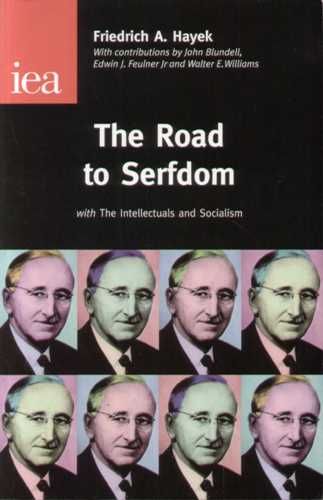 iea
Friedrich A. Hayek
With contributions by John Blundell,
Edwin J. Feulner Jr and Walter E. Williams
The Road
to Serfdom
with The Intellectuals and Socialism